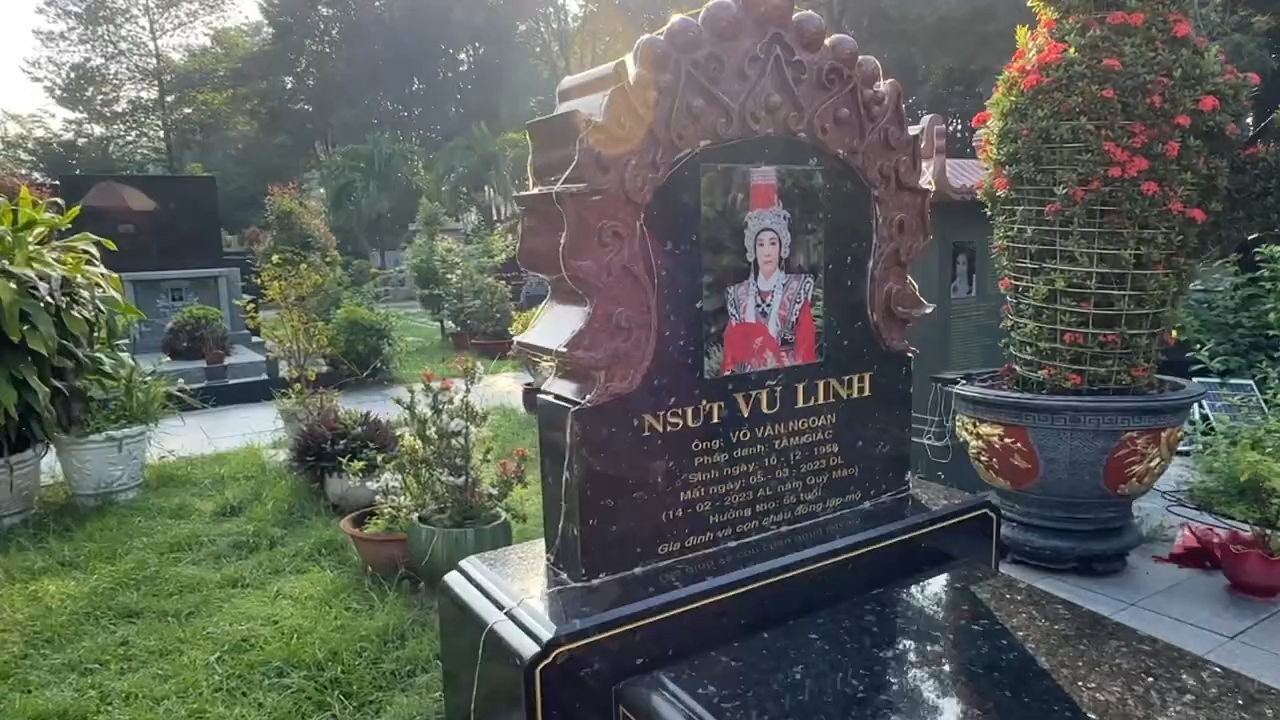 NSƯT VŨ LINH
Ông: VÕ VĂN NGOAN
Pháp danh: TÂM GIÁC
Sinh ngày: 10 - 12 - 1958
Mất ngày: 05 - 03 - 2023 DL
(14 - 02 - 2023 AL năm Quý Mão)
Hưởng thọ: 66 tuổi
Gia đình và con cháu đồng lập mộ